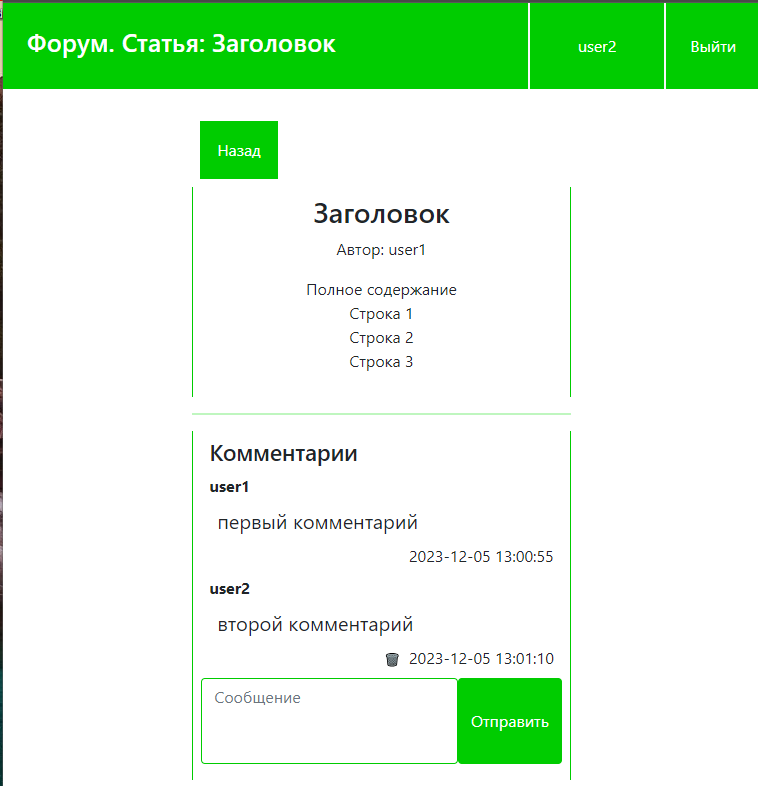 Форум. Статья: Заголовок
user2
Выйти
Назад
Заголовок
Автор: user1
Полное содержание
Строка 1
Строка 2
Строка 3
Комментарии
user1
первый комментарий
2023-12-05 13:00:55
user2
второй комментарий
2023-12-05 13:01:10
Сообщение
Отправить